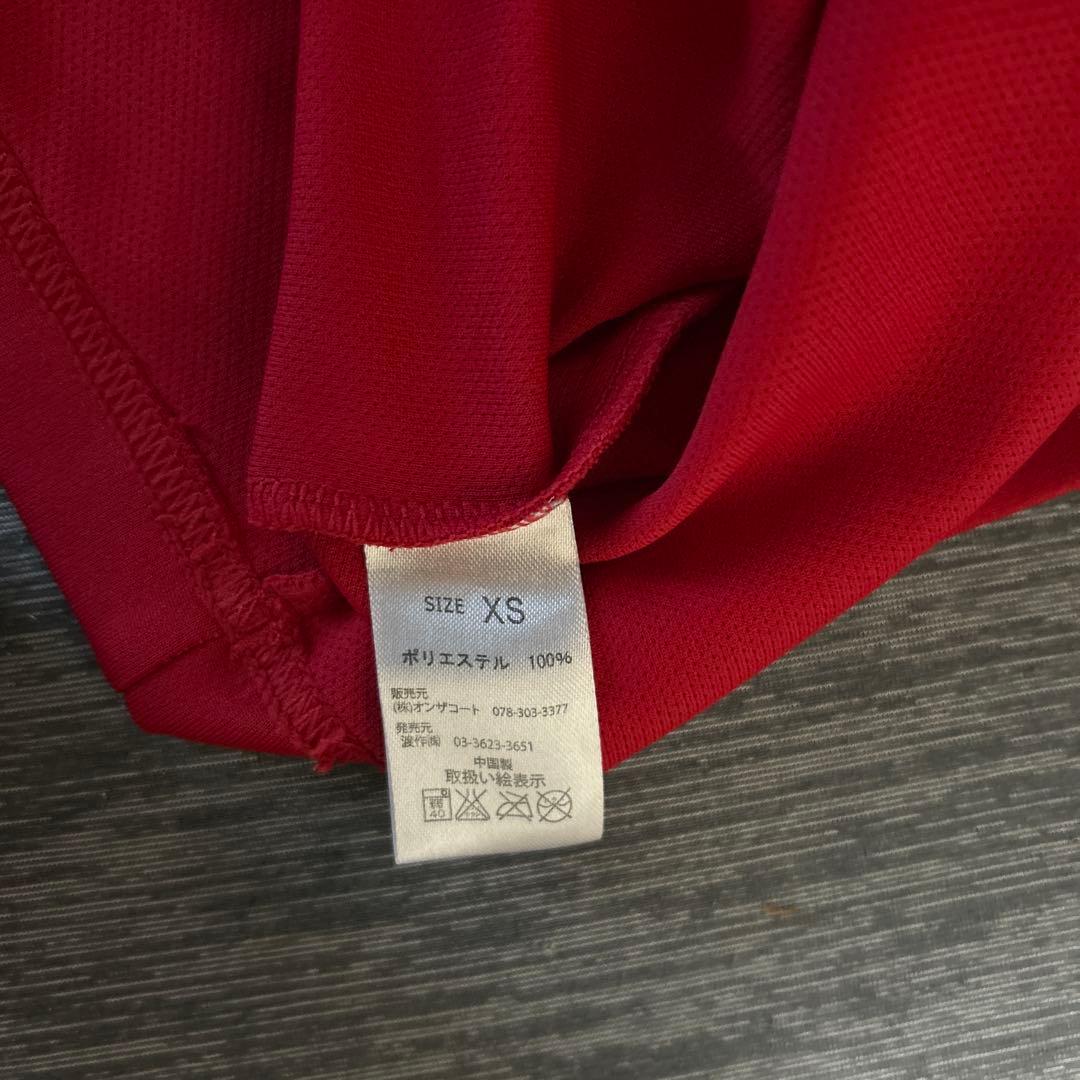 SIZE XS
ポリエステル 100%
販売元
(株)オンザコート 078-303-3377
発売元
波作㈱ 03-3623-3651
中国製
取扱い絵表示
弱
40